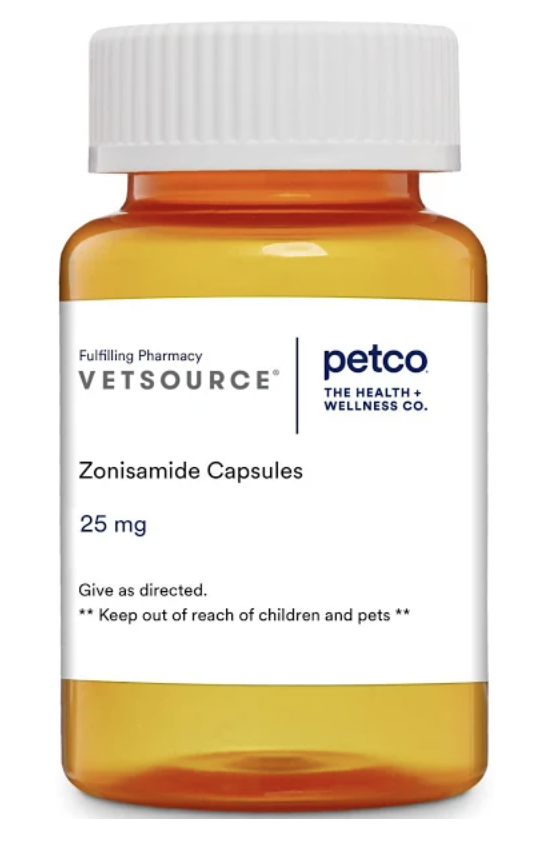 Fulfilling Pharmacy
VETSOURCE®
petco
THE HEALTH +
WELLNESS CO.
Zonisamide Capsules
25 mg
Give as directed.
** Keep out of reach of children and pets **